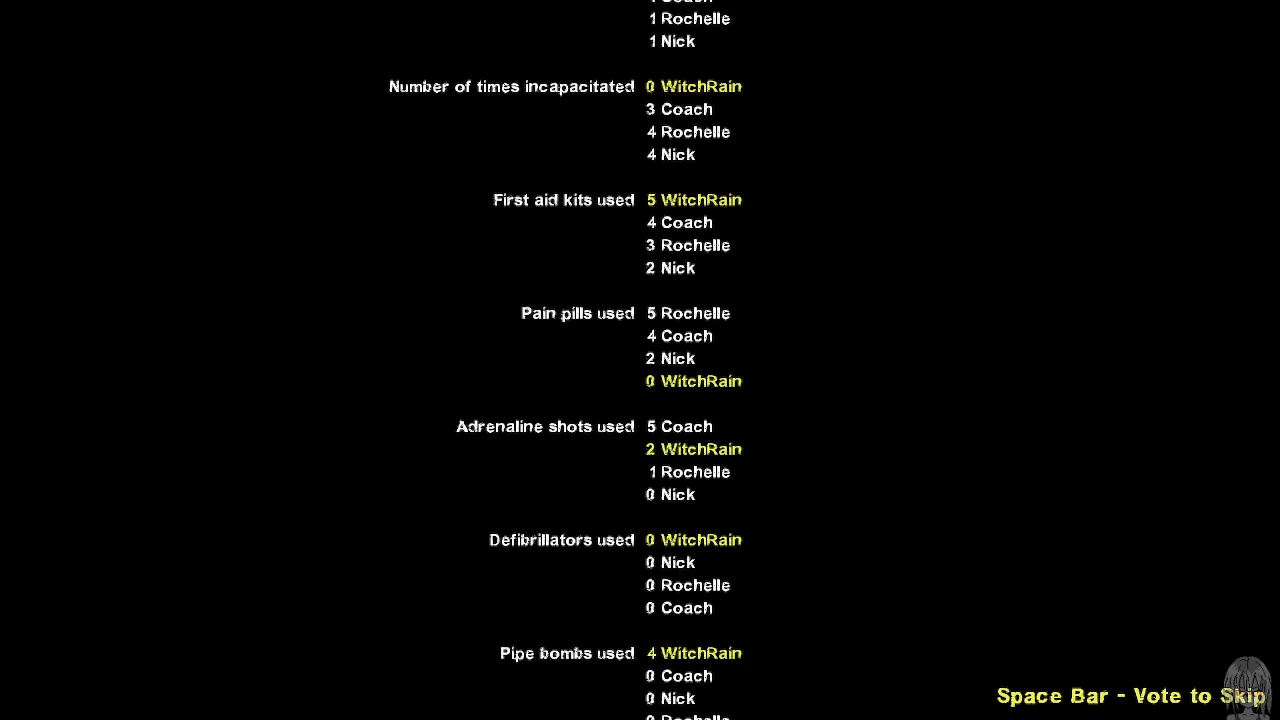 1 Rochelle
1 Nick
Number of times incapacitated 0 WitchRain
3 Coach
4 Rochelle
4 Nick
First aid kits used 5 WitchRain
4 Coach
3 Rochelle
2 Nick
Pain pills used 5 Rochelle
4 Coach
2 Nick
0 WitchRain
Adrenaline shots used 5 Coach
2 WitchRain
1 Rochelle
0 Nick
Defibrillators used 0 WitchRain
0 Nick
0 Rochelle
0 Coach
Pipe bombs used 4 WitchRain
0 Coach
0 Nick
0 Rochelle
Space Bar - Vote to Skip